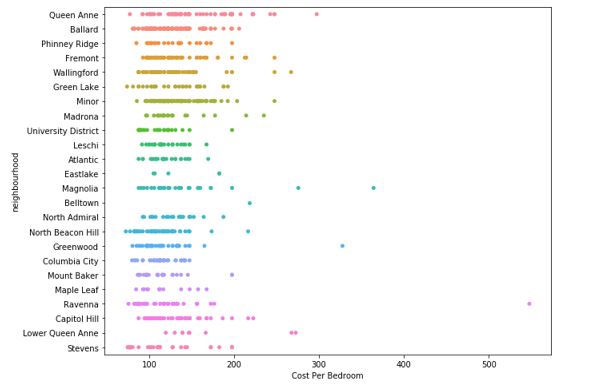 Queen Anne
Ballard
Phinney Ridge
Fremont
Wallingford
Green Lake
Minor
Madrona
University District
Leschi
Atlantic
Eastlake
Magnolia
Belltown
North Admiral
North Beacon Hill
Greenwood
Columbia City
Mount Baker
Maple Leaf
Ravenna
Capitol Hill
Lower Queen Anne
Stevens
neighbourhood
100 200 300 400 500
Cost Per Bedroom